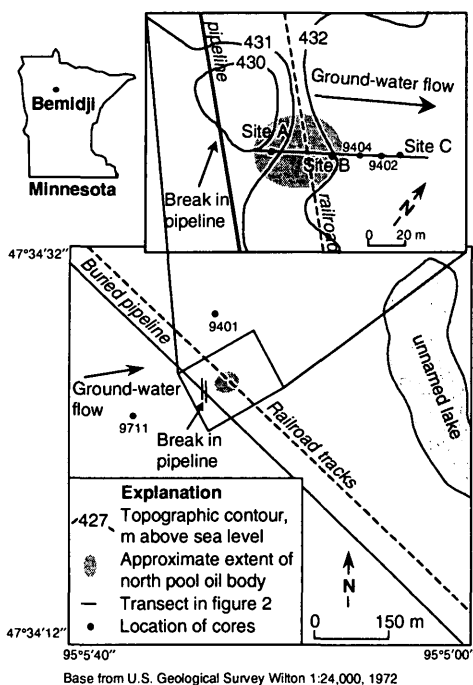 Bemidji
Minnesota
pipeline
431
430
432
Ground-water flow
Site A
9404
Site C
Site B
9402
Break in
pipeline
railroad
N
0 20 m
47°34'32"
Buried pipeline
9401
unnamed lake
Ground-water
flow
9711
Break in
pipeline
Railroad tracks
Explanation
427 Topographic contour,
m above sea level
Approximate extent of
north pool oil body
Transect in figure 2
Location of cores
N
0 150 m
47°34'12"
95°5'40" 95°5'00"
Base from U.S. Geological Survey Wilton 1:24,000, 1972